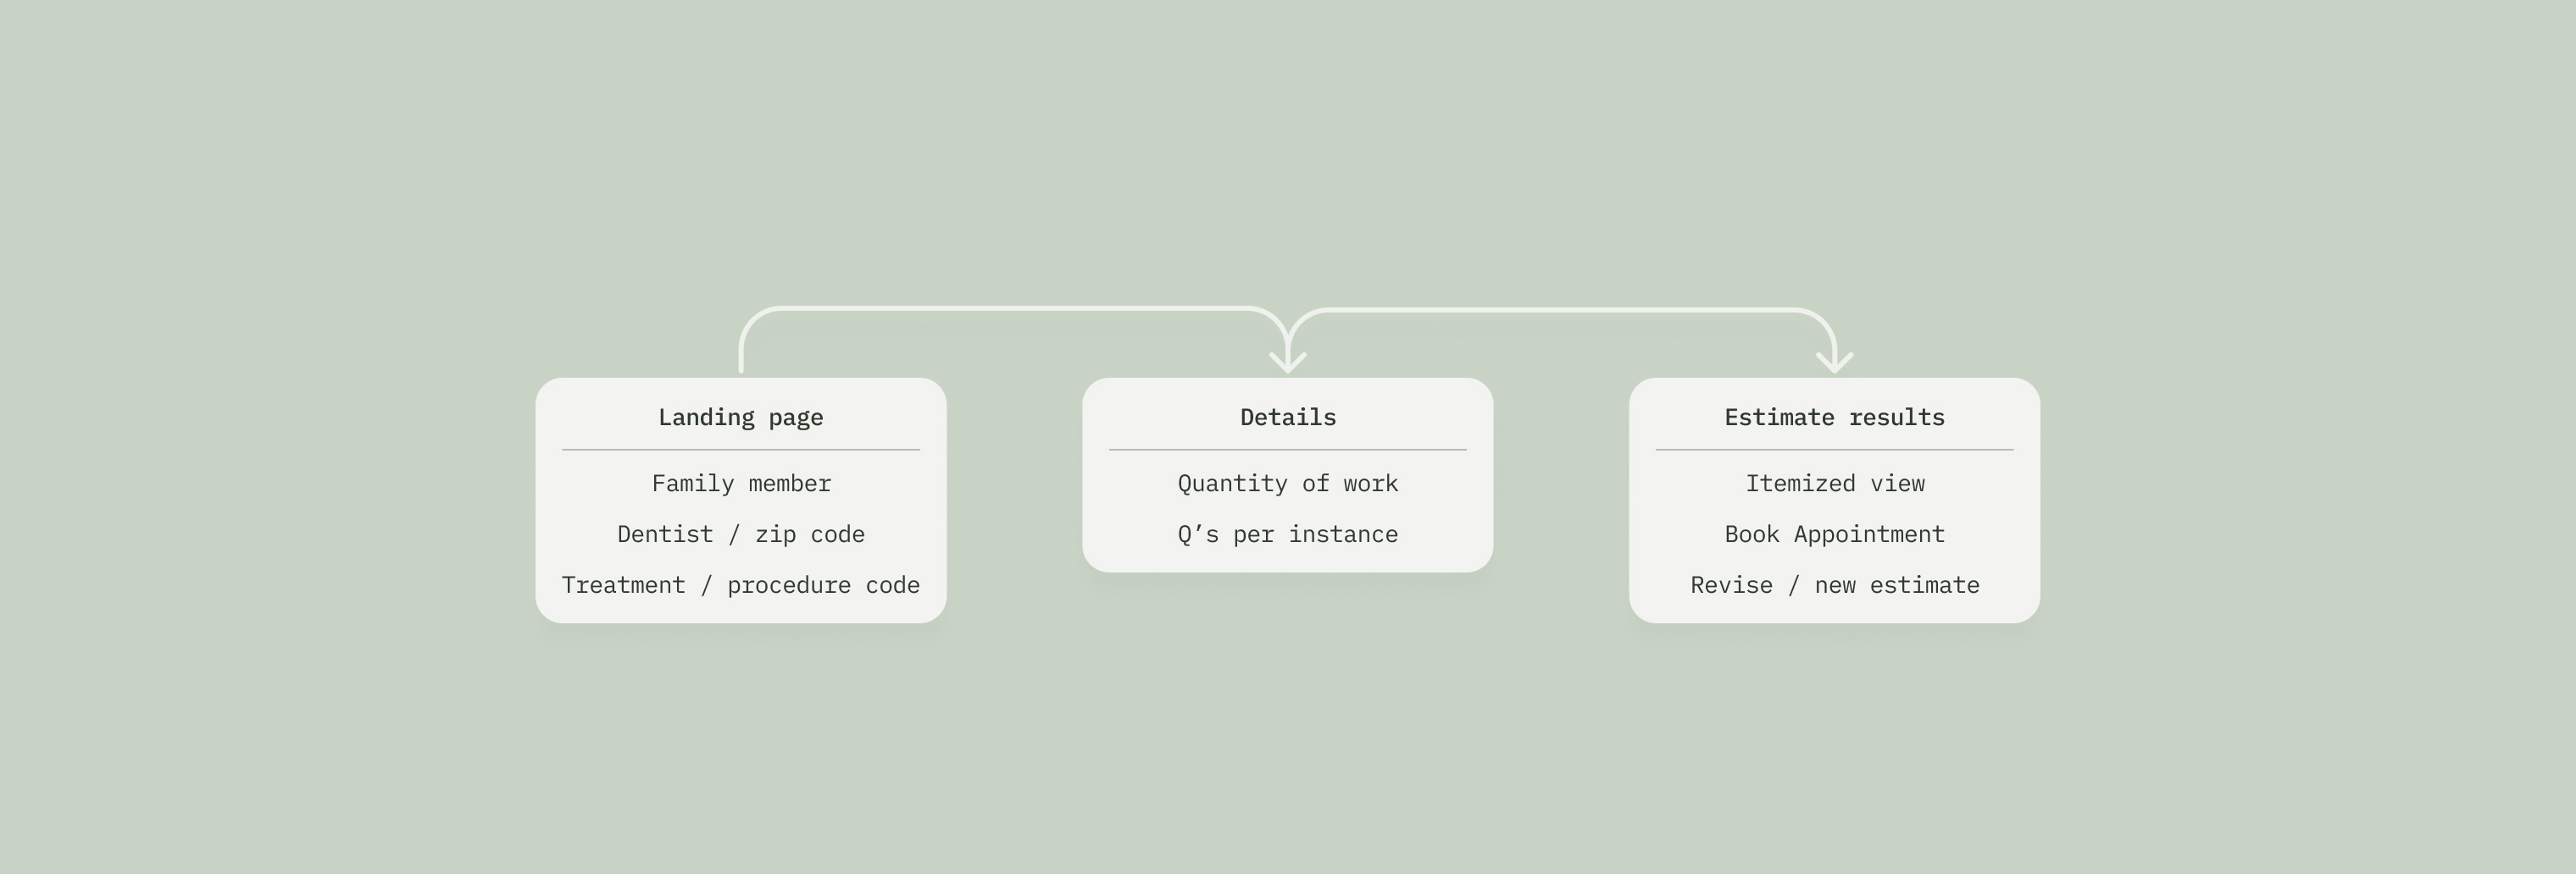 Landing page
Family member
Dentist / zip code
Treatment / procedure code
Details
Quantity of work
Q’s per instance
Estimate results
Itemized view
Book Appointment
Revise / new estimate